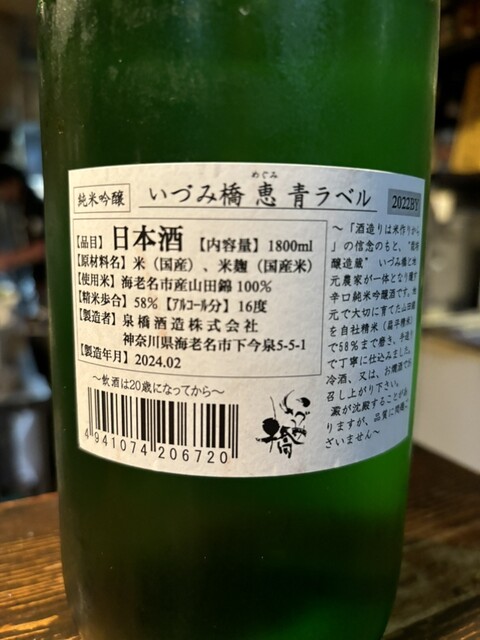 純米吟醸
めぐみ
いづみ橋 恵 青ラベル
2022BY
【品目】日本酒【内容量】1800ml
【原材料名】米（国産）、米麹（国産米）
【使用米】海老名市産山田錦100%
【精米歩合】58%【アルコール分】16度
【製造者】泉橋酒造株式会社
神奈川県海老名市下今泉5-5-1
【製造年月】2024.02
～飲酒は20歳になってから～
4 941074 206720
いづみ橋
～「酒造りは米作りから
」の信念のもと、"栽培
醸造蔵" いづみ橋と地
元農家が一体となり醸す
辛口純米吟醸酒です。地
元で大切に育てた山田錦
を自社精米（扁平精米）
で58%まで磨き、手造り
で丁寧に仕込みました。
冷酒、又は、お燗酒でお
召し上がり下さい。
澱が沈殿することがあ
りますが、品質に問題ご
ざいません～